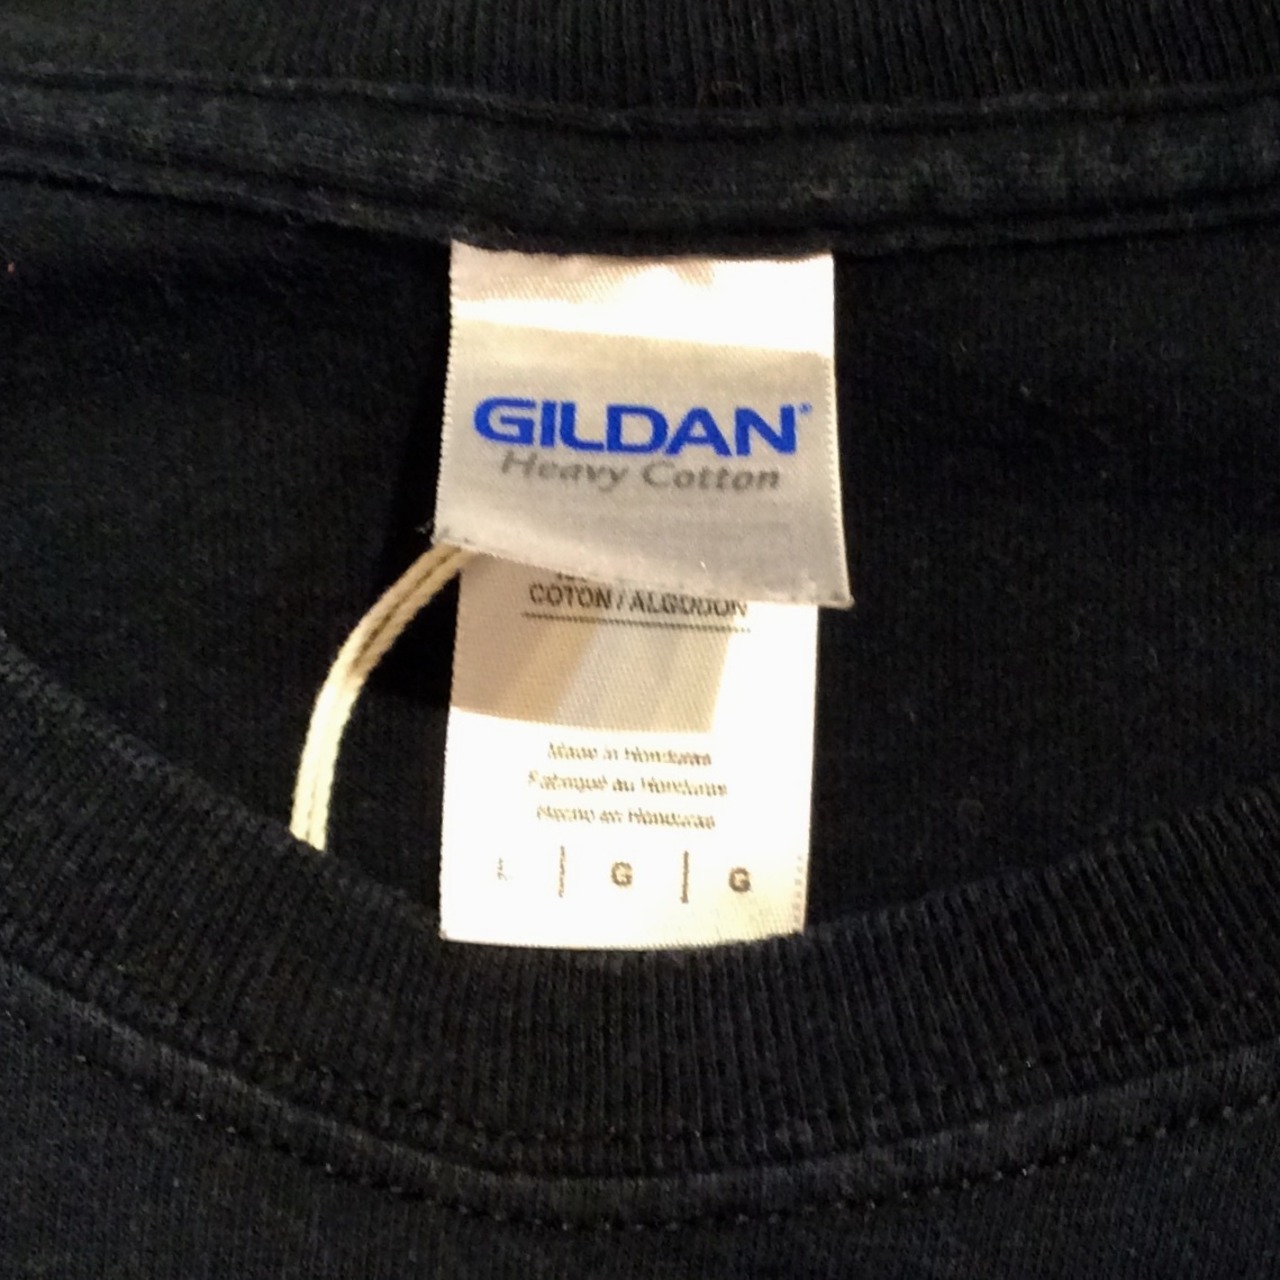 GILDAN®
Heavy Cotton
COTON / ALGODON
Made in Honduras
Fabriqué au Honduras
Hecho en Honduras
G | G